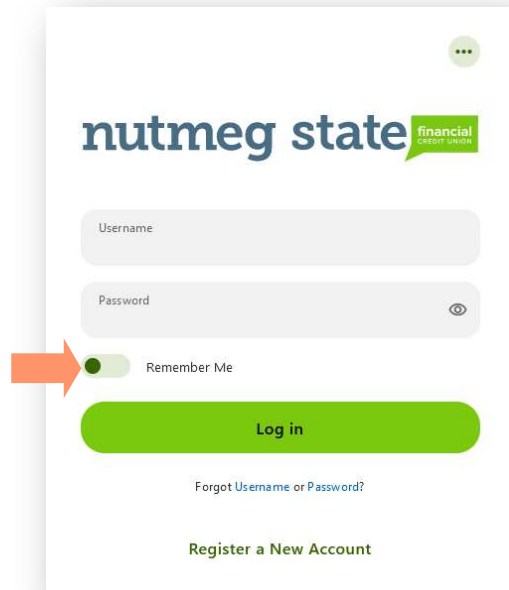 nutmeg state financial
CREDIT UNION
Username
Password
Remember Me
Log in
Forgot Username or Password?
Register a New Account